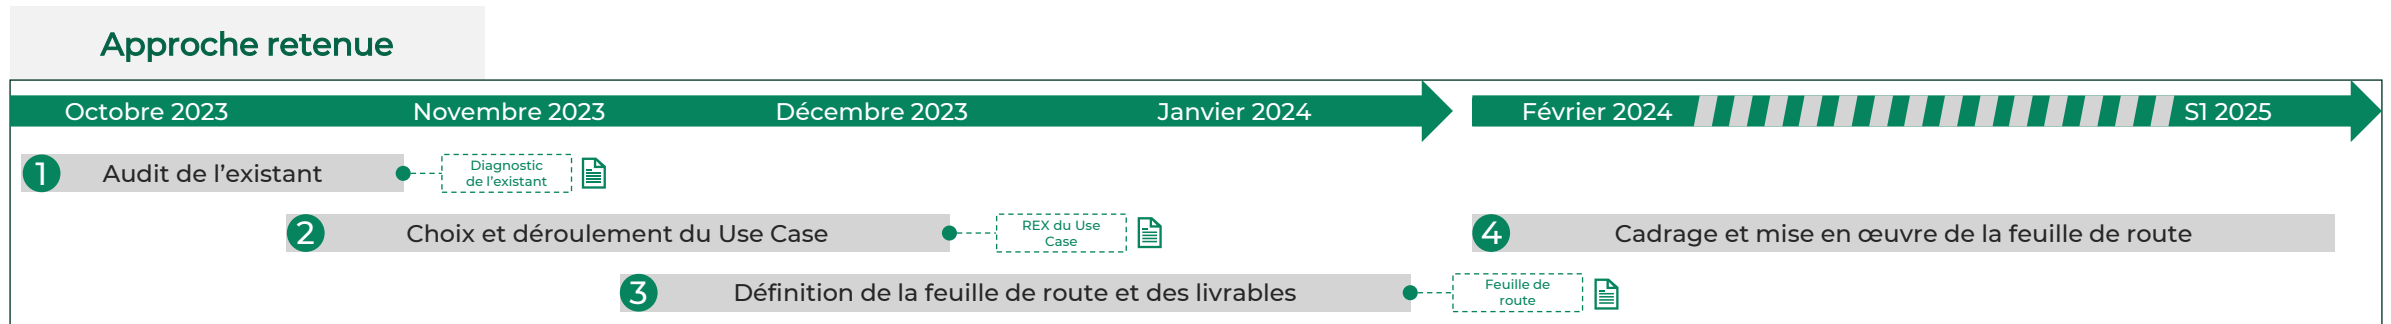 Approche retenue
Octobre 2023 Novembre 2023 Décembre 2023 Janvier 2024 Février 2024 S1 2025
1 Audit de l'existant
Diagnostic
de l'existant
2 Choix et déroulement du Use Case
REX du Use
Case
4 Cadrage et mise en œuvre de la feuille de route
3 Définition de la feuille de route et des livrables
Feuille de
route